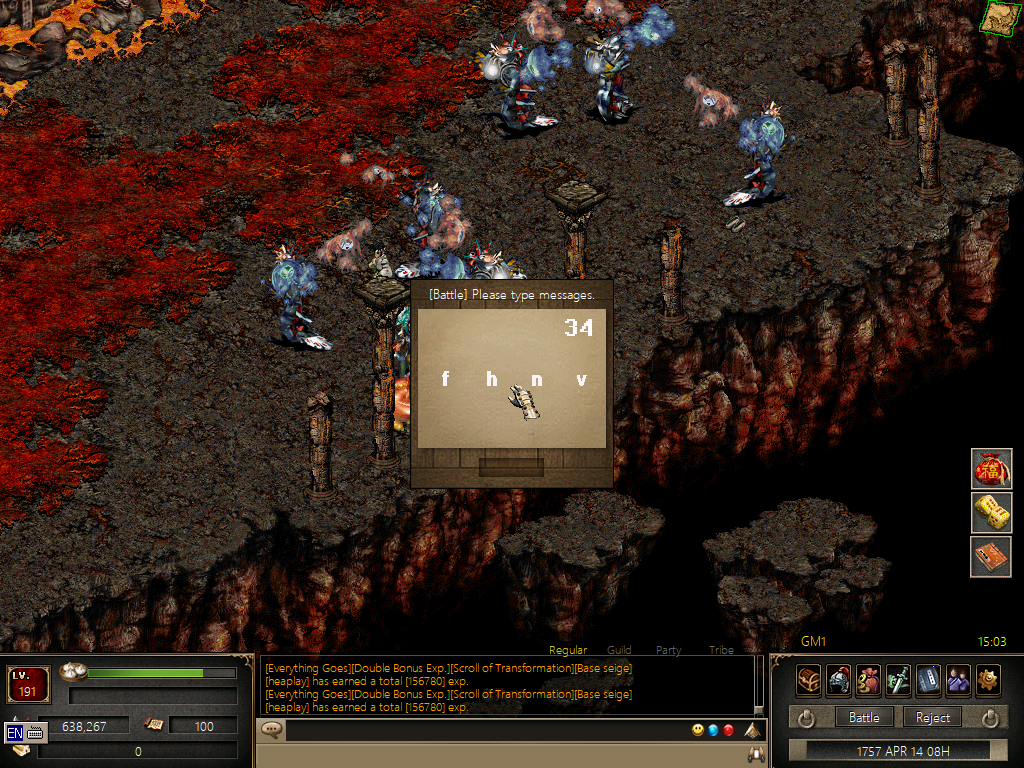 [Battle] Please type messages.
34
f h n v
福
GM1 15:03
Regular Guild Party Tribe
[Everything Goes][Double Bonus Exp.][Scroll of Transformation][Base seige]
[heaplay] has earned a total [156780] exp.
[Everything Goes][Double Bonus Exp.][Scroll of Transformation][Base seige]
[heaplay] has earned a total [156780] exp.
LV.
191
638,267 100
EN
0
Battle Reject
1757 APR 14 08H